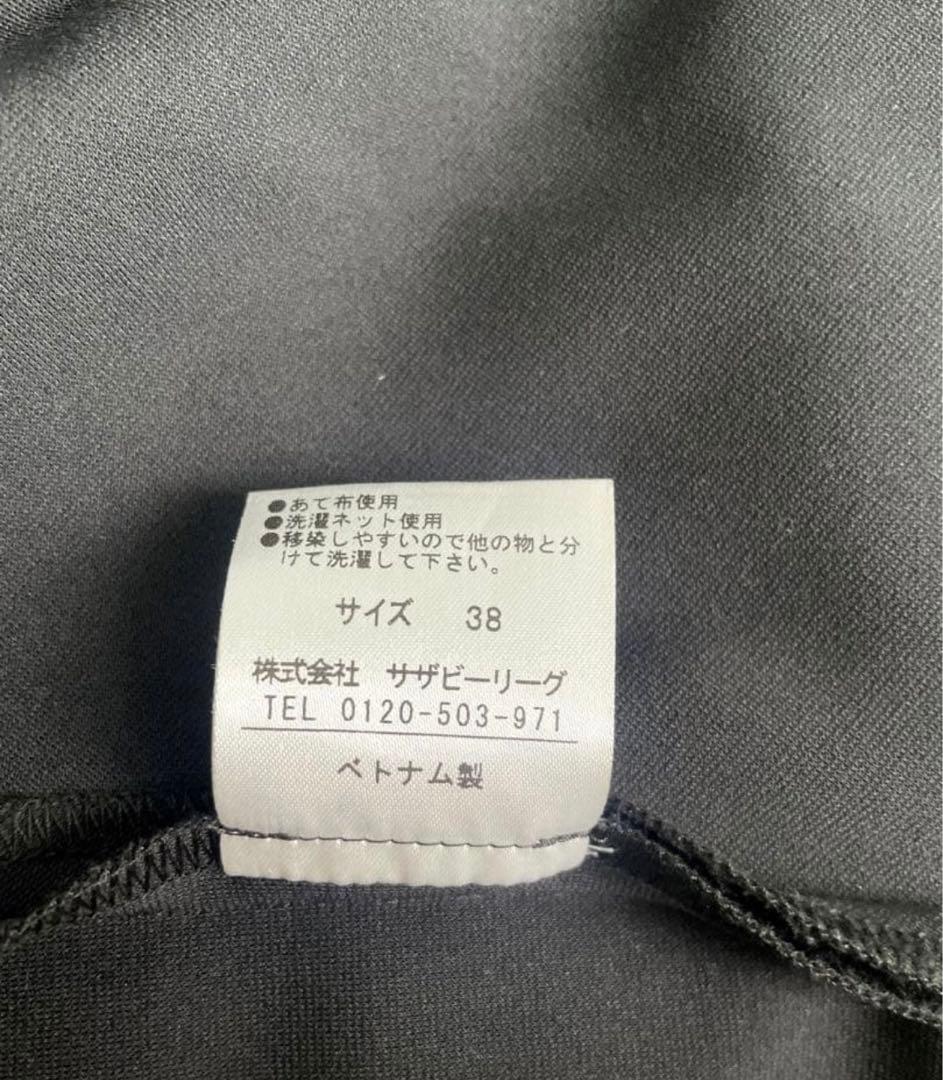 ●あて布使用
●洗濯ネット使用
●移染しやすいので他の物と分
けて洗濯して下さい。
サイズ 38
株式会社 サザビーリーグ
TEL 0120-503-971
ベトナム製